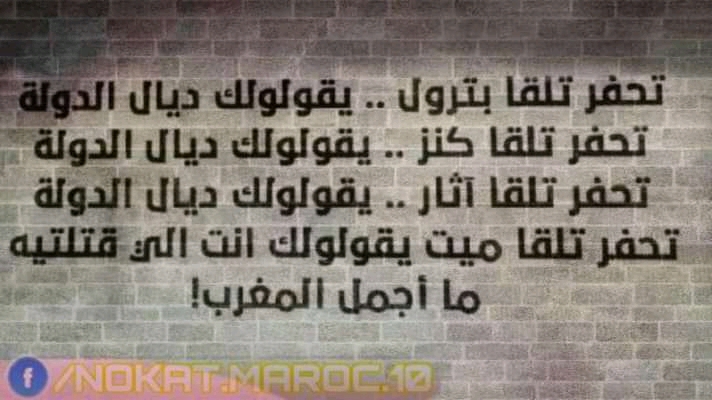 تحفر تلقا بترول .. يقولولك ديال الدولة
تحفر تلقا كنز .. يقولولك ديال الدولة
تحفر تلقا آثار .. يقولولك ديال الدولة
تحفر تلقا ميت يقولولك انت الي قتلتيه
ما أجمل المغرب!
f /NOKAT.MAROC.10